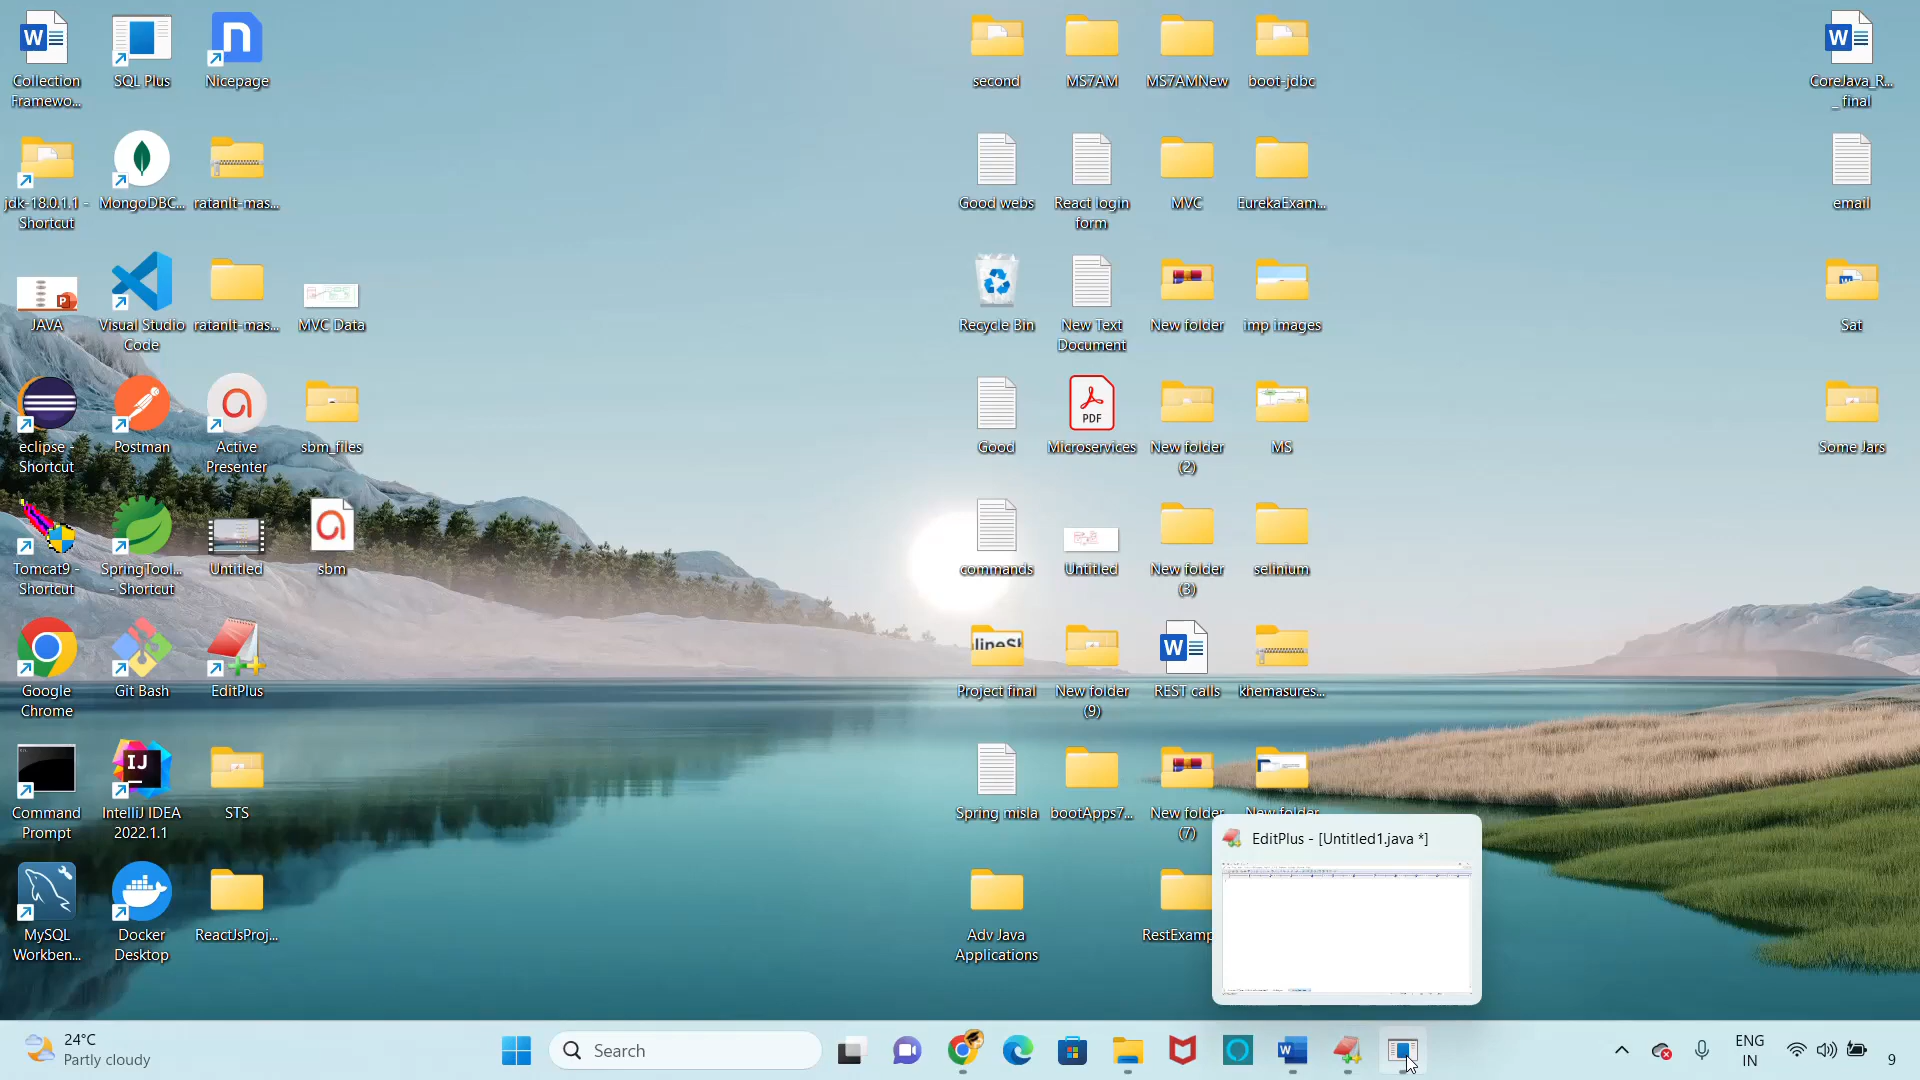 Collection
Framewo...
SQL Plus
Nicepage
jdk-18.0.1.1 -
Shortcut
MongoDBC...
ratanIt-mas...
JAVA
Visual Studio
Code
ratanIt-mas...
MVC Data
eclipse -
Shortcut
Postman
Active
Presenter
sbm_files
Tomcat9 -
Shortcut
SpringTool...
- Shortcut
Untitled
sbm
Google
Chrome
Git Bash
EditPlus
Command
Prompt
IntelliJ IDEA
2022.1.1
STS
MySQL
Workben...
Docker
Desktop
ReactJsProj...
second
MS7AM
MS7AMNew
boot-jdbc
Good webs
React login
form
MVC
EurekaExam...
Recycle Bin
New Text
Document
New folder
imp images
Good
PDF
Microservices
New folder
(2)
MS
commands
Untitled
New folder
(3)
selinium
Project final
New folder
(9)
REST calls
khemasures...
Spring misla
bootApps7...
New folder
(7)
New folder
Adv Java
Applications
RestExamp
CoreJava_R...
_ final
email
Sat
Some Jars
EditPlus - [Untitled1.java *]
24°C
Partly cloudy
Search
ENG
IN
9